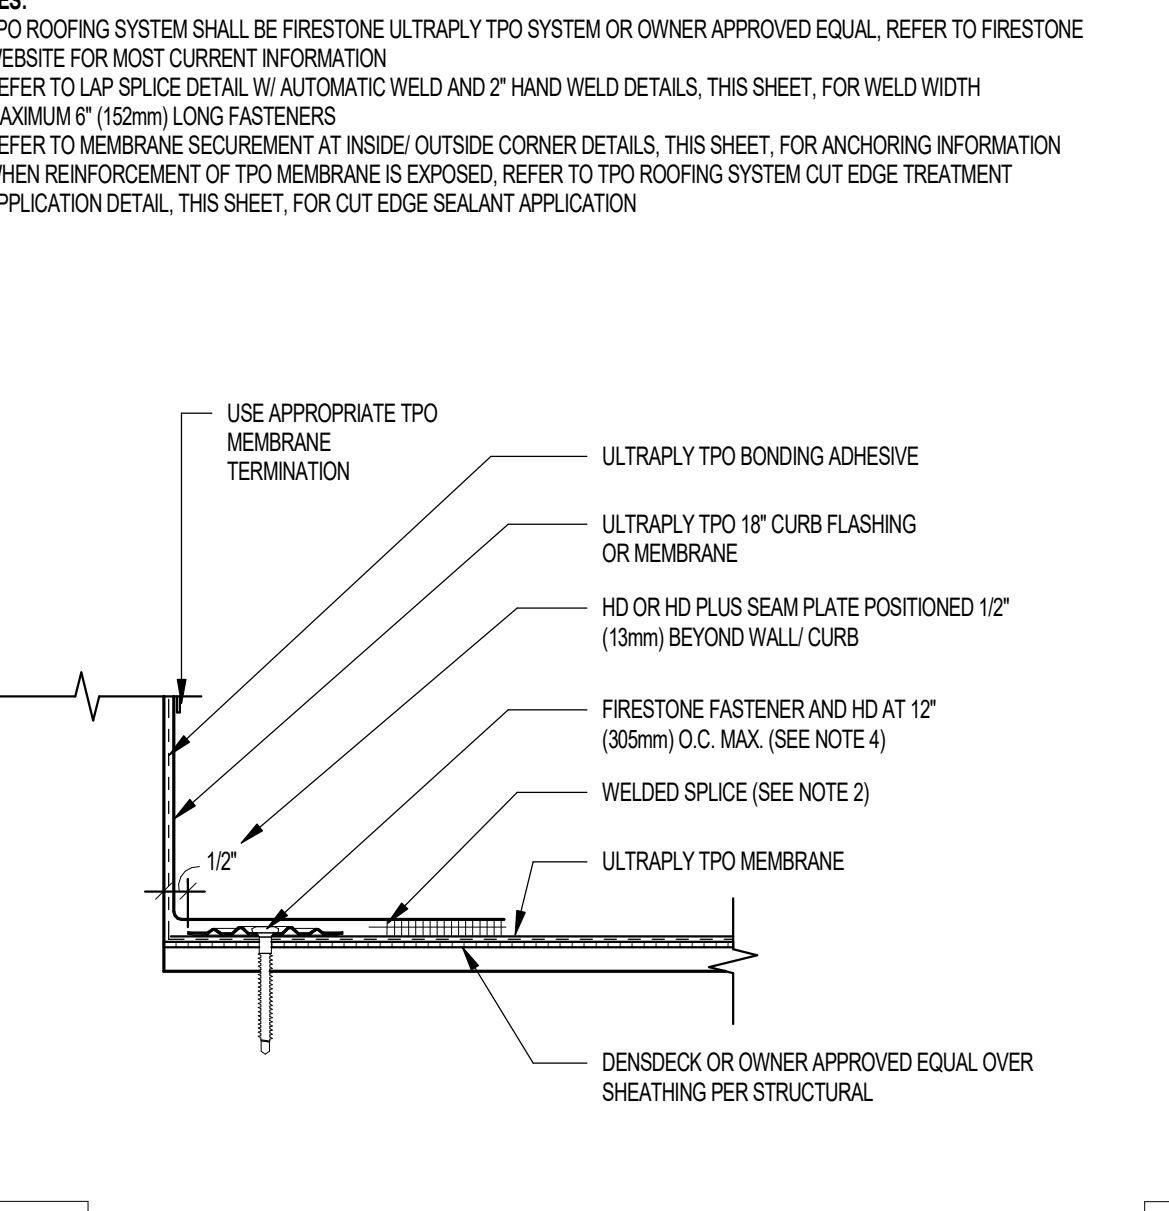 ES:
PO ROOFING SYSTEM SHALL BE FIRESTONE ULTRAPLY TPO SYSTEM OR OWNER APPROVED EQUAL, REFER TO FIRESTONE
EBSITE FOR MOST CURRENT INFORMATION
EFER TO LAP SPLICE DETAIL W/ AUTOMATIC WELD AND 2" HAND WELD DETAILS, THIS SHEET, FOR WELD WIDTH
AXIMUM 6" (152mm) LONG FASTENERS
EFER TO MEMBRANE SECUREMENT AT INSIDE/ OUTSIDE CORNER DETAILS, THIS SHEET, FOR ANCHORING INFORMATION
HEN REINFORCEMENT OF TPO MEMBRANE IS EXPOSED, REFER TO TPO ROOFING SYSTEM CUT EDGE TREATMENT
PPLICATION DETAIL, THIS SHEET, FOR CUT EDGE SEALANT APPLICATION
USE APPROPRIATE TPO
MEMBRANE
TERMINATION
ULTRAPLY TPO BONDING ADHESIVE
ULTRAPLY TPO 18" CURB FLASHING
OR MEMBRANE
HD OR HD PLUS SEAM PLATE POSITIONED 1/2"
(13mm) BEYOND WALL/ CURB
FIRESTONE FASTENER AND HD AT 12"
(305mm) O.C. MAX. (SEE NOTE 4)
WELDED SPLICE (SEE NOTE 2)
1/2"
ULTRAPLY TPO MEMBRANE
DENSDECK OR OWNER APPROVED EQUAL OVER
SHEATHING PER STRUCTURAL